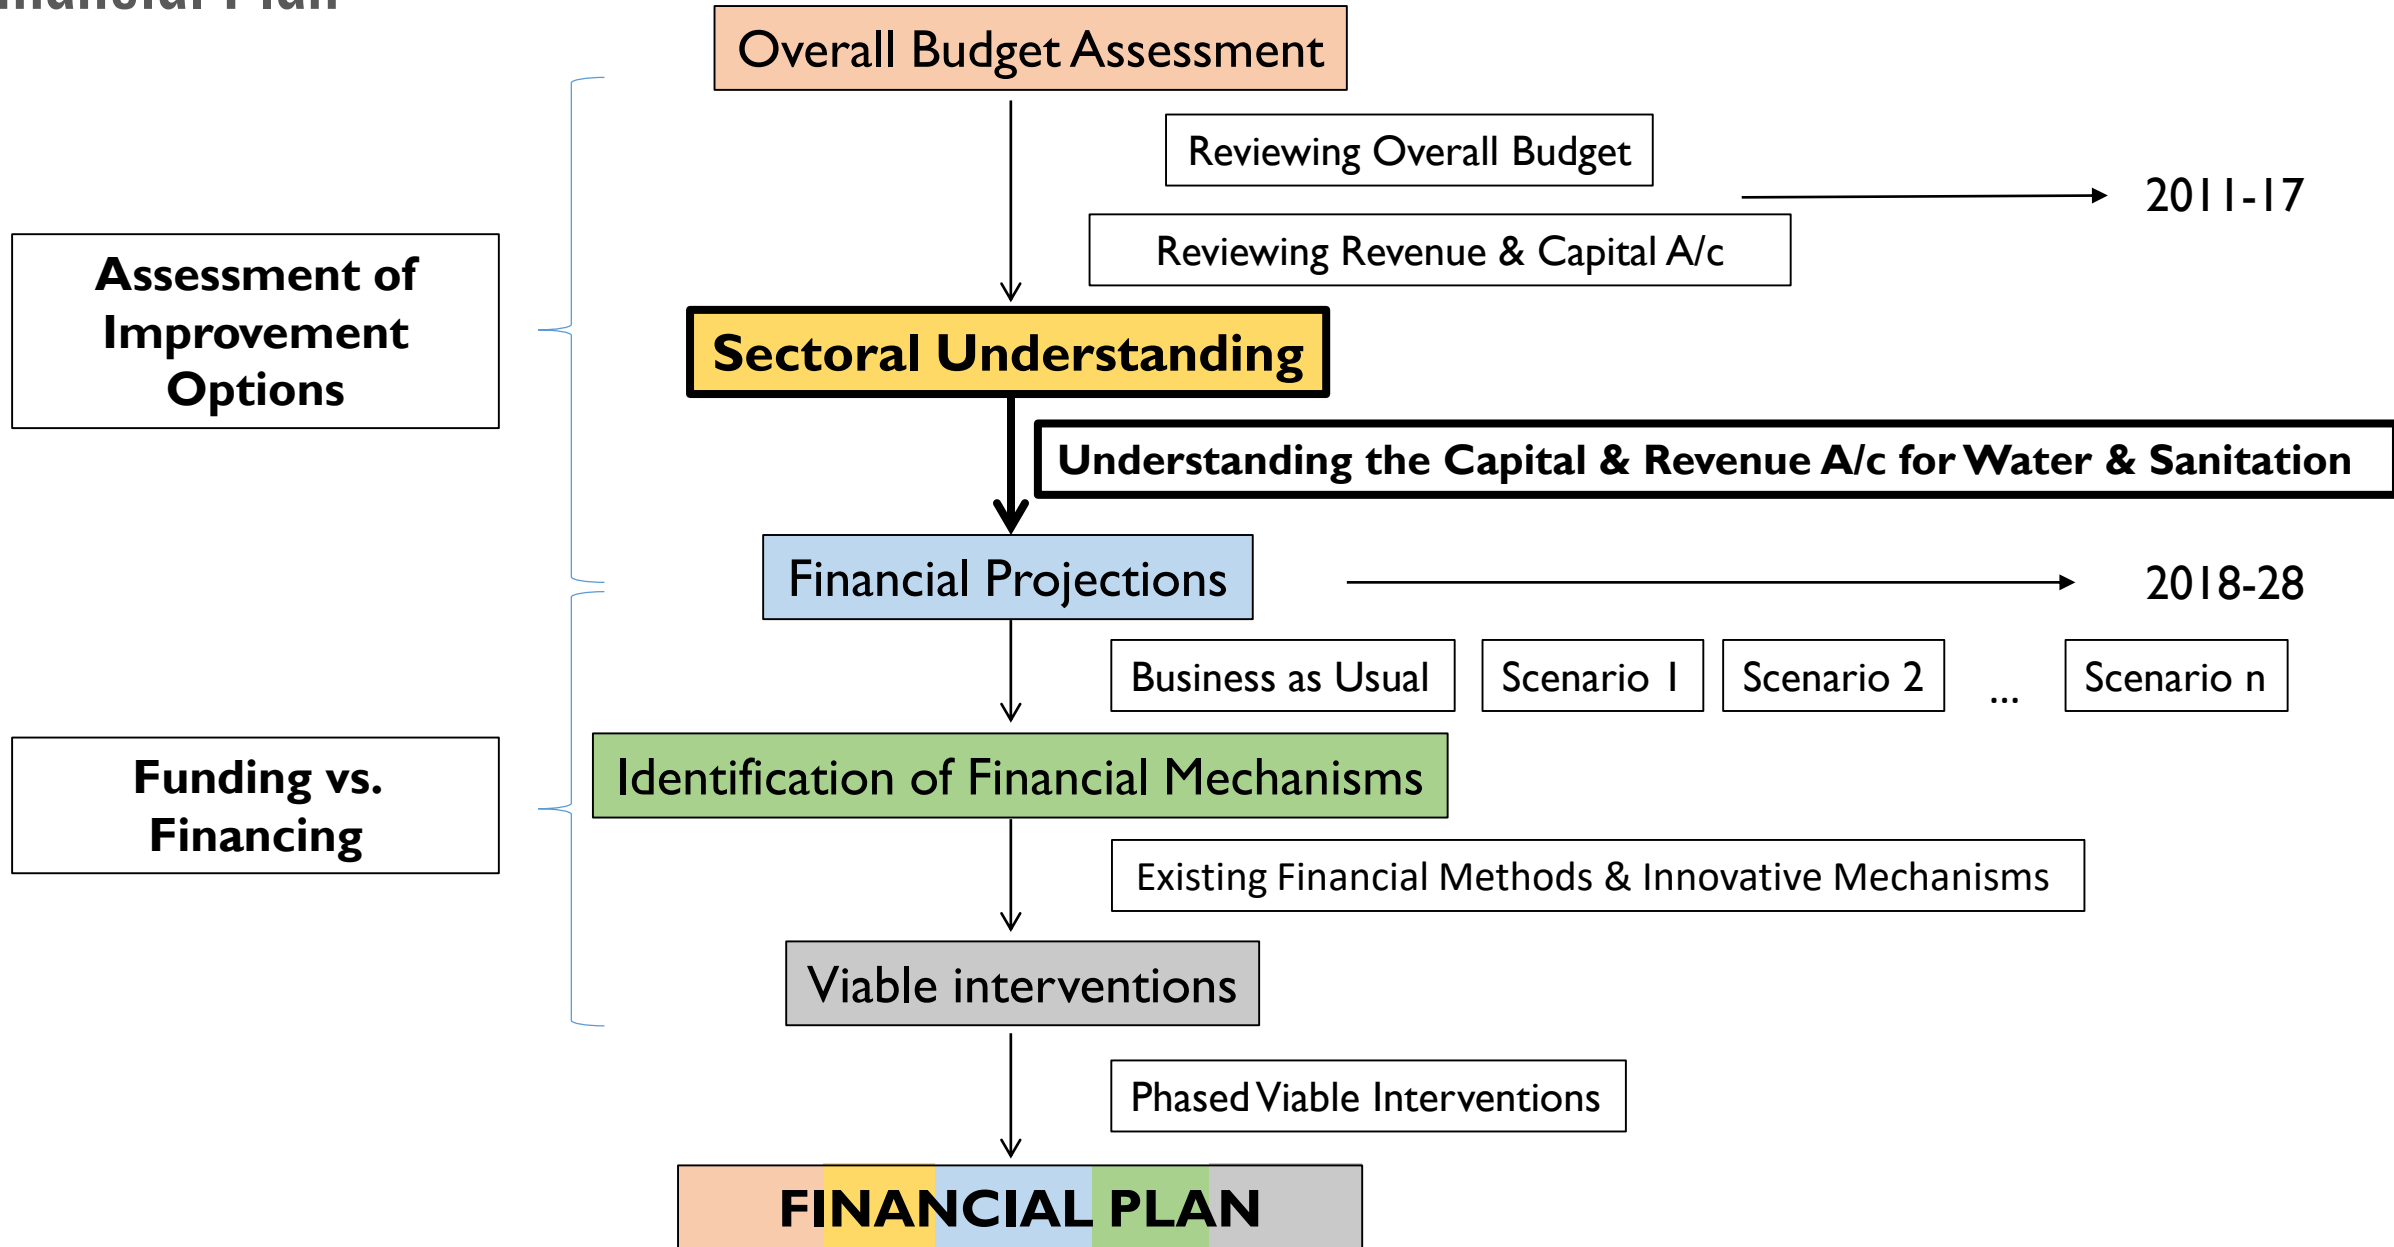 Plan
Overall Budget Assessment
Reviewing Overall Budget
2011-17
Reviewing Revenue & Capital A/c
Assessment of
Improvement
Options
Sectoral Understanding
Understanding the Capital & Revenue A/c for Water & Sanitation
Financial Projections
2018-28
Business as Usual
Scenario 1
Scenario 2
...
Scenario n
Funding vs.
Financing
Identification of Financial Mechanisms
Existing Financial Methods & Innovative Mechanisms
Viable interventions
Phased Viable Interventions
FINANCIAL PLAN